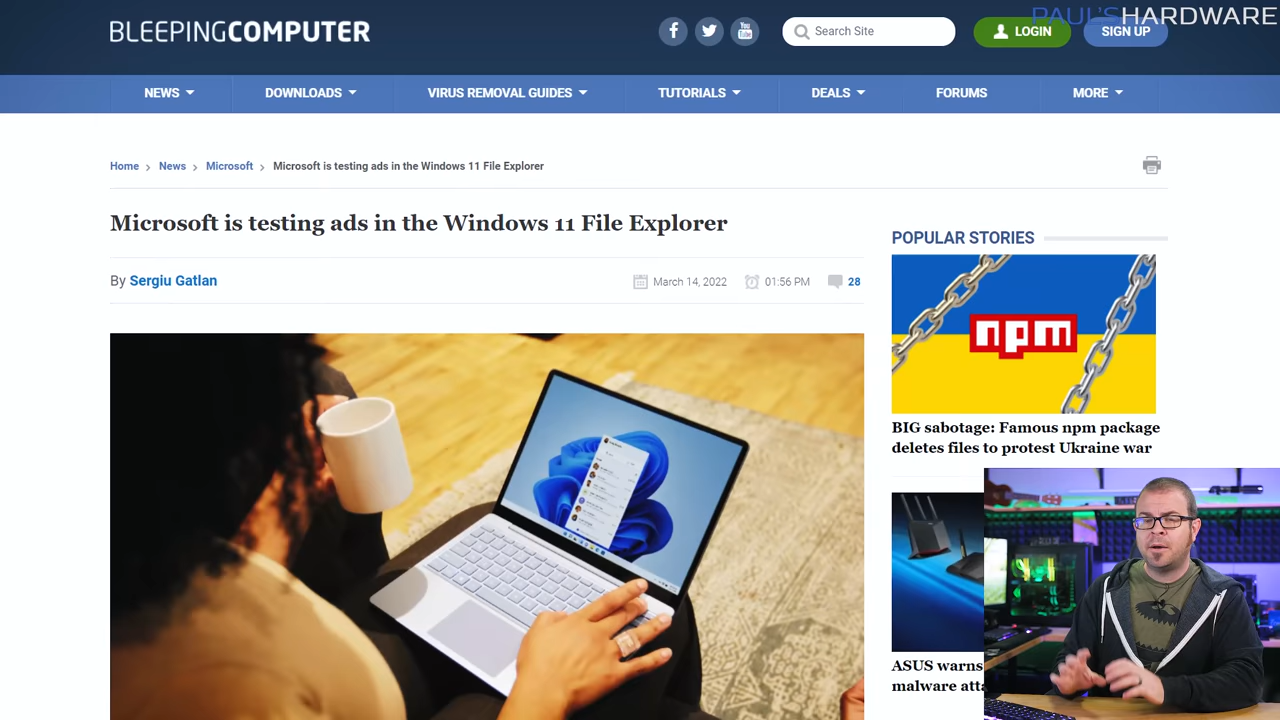 BLEEPINGCOMPUTER
Search Site
LOGIN
SIGN UP
PAUL'SHARDWARE
NEWS
DOWNLOADS
VIRUS REMOVAL GUIDES
TUTORIALS
DEALS
FORUMS
MORE
Home
News
Microsoft
Microsoft is testing ads in the Windows 11 File Explorer
Microsoft is testing ads in the Windows 11 File Explorer
By Sergiu Gatlan
March 14, 2022
01:56 PM
28
POPULAR STORIES
npm
BIG sabotage: Famous npm package
deletes files to protest Ukraine war
ASUS warns
malware